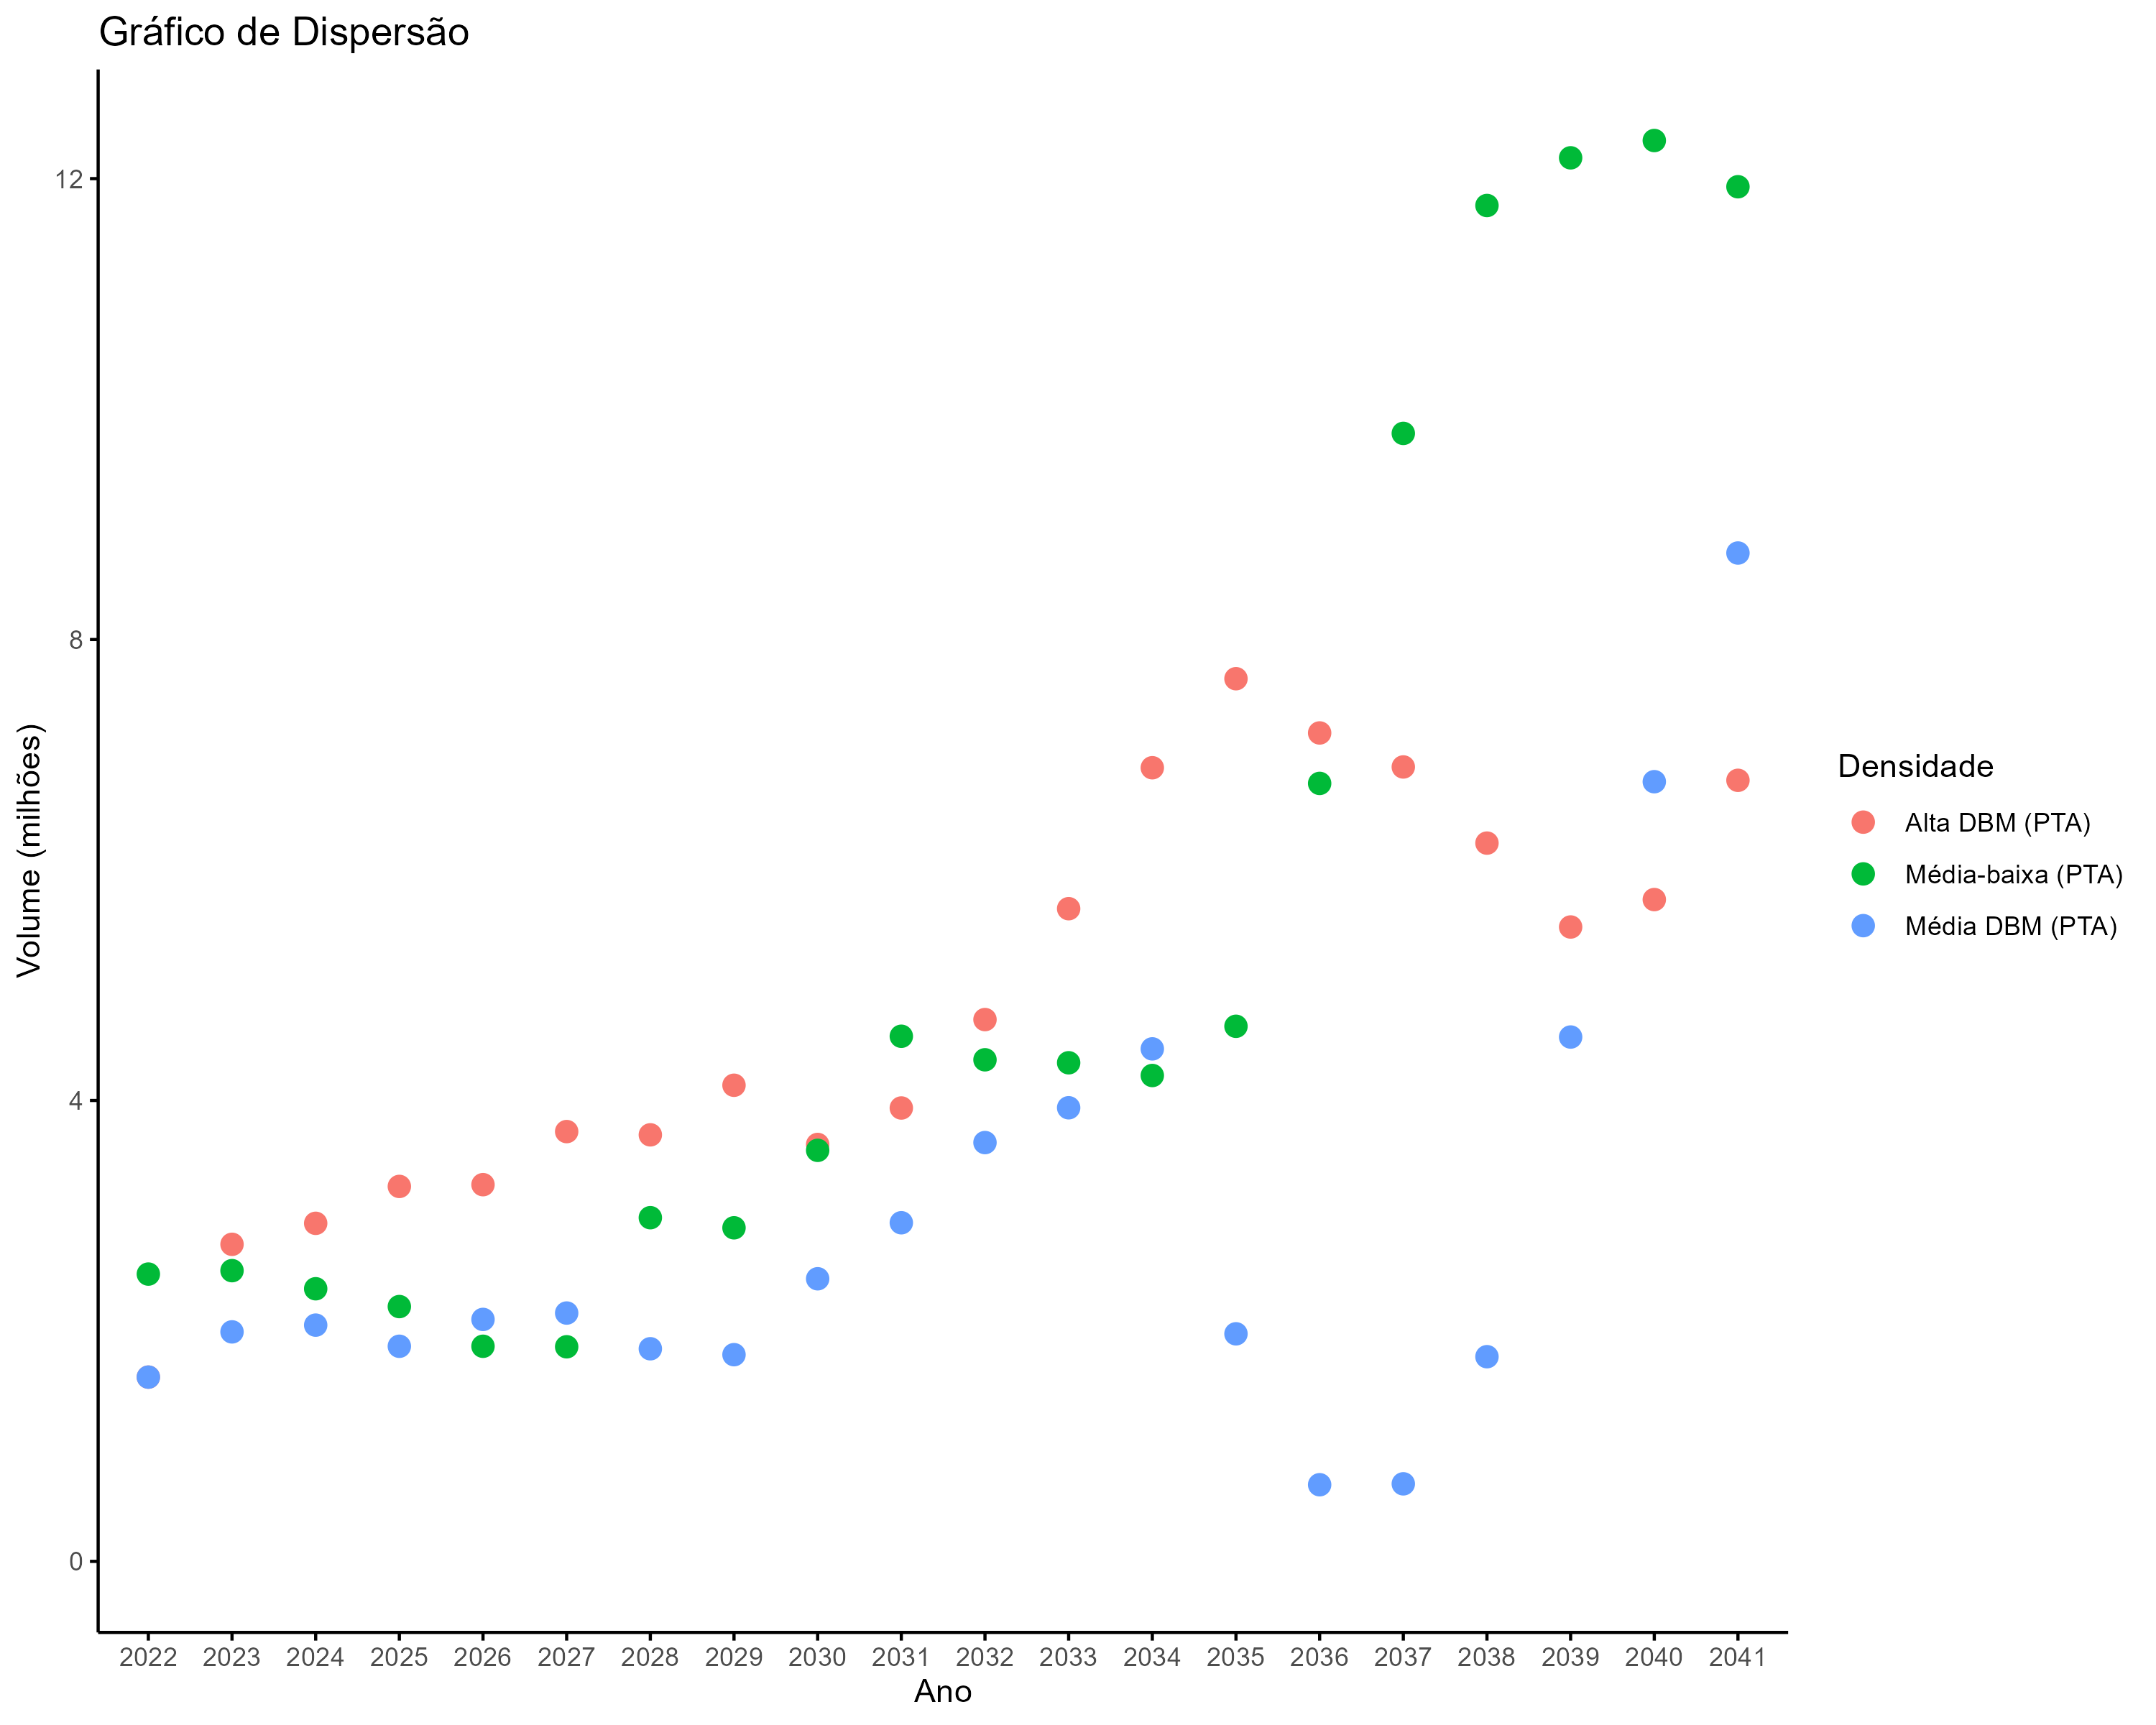 Gráfico de Dispersão
12
8
4
0
Volume (milhões)
2022 2023 2024 2025 2026 2027 2028 2029 2030 2031 2032 2033 2034 2035 2036 2037 2038 2039 2040 2041
Ano
Densidade
Alta DBM (PTA)
Média-baixa (PTA)
Média DBM (PTA)